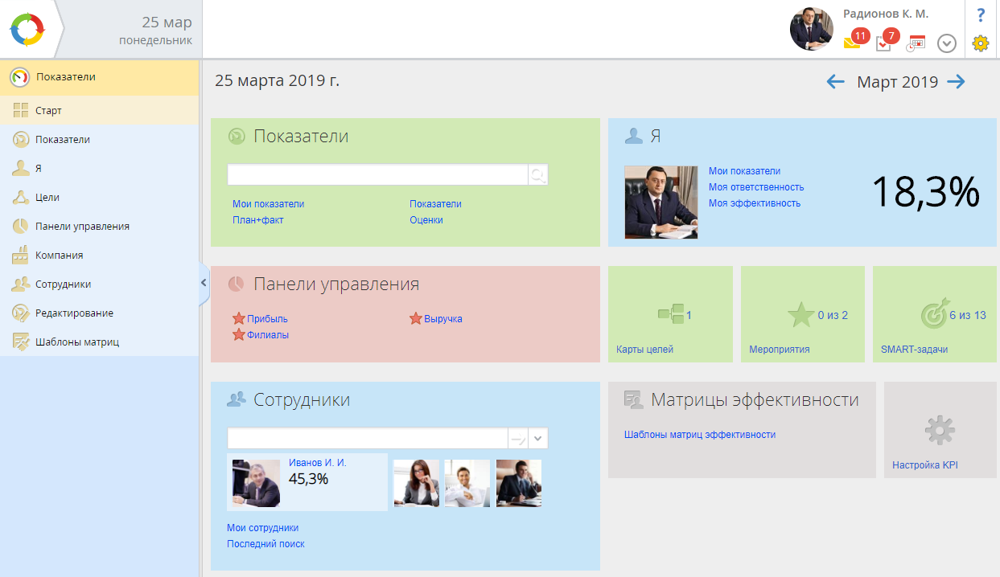 25 мар
понедельник
Радионов К. М.
?
11
7
Показатели
Старт
Показатели
Я
Цели
Панели управления
Компания
Сотрудники
Редактирование
Шаблоны матриц
25 марта 2019 г.
Март 2019
Показатели
Мои показатели
Показатели
План+факт
Оценки
Я
Мои показатели
Моя ответственность
Моя эффективность
18,3%
Панели управления
Прибыль
Выручка
Филиалы
1
Карты целей
0 из 2
Мероприятия
6 из 13
SMART-задачи
Сотрудники
Иванов И. И.
45,3%
Мои сотрудники
Последний поиск
Матрицы эффективности
Шаблоны матриц эффективности
Настройка KPI